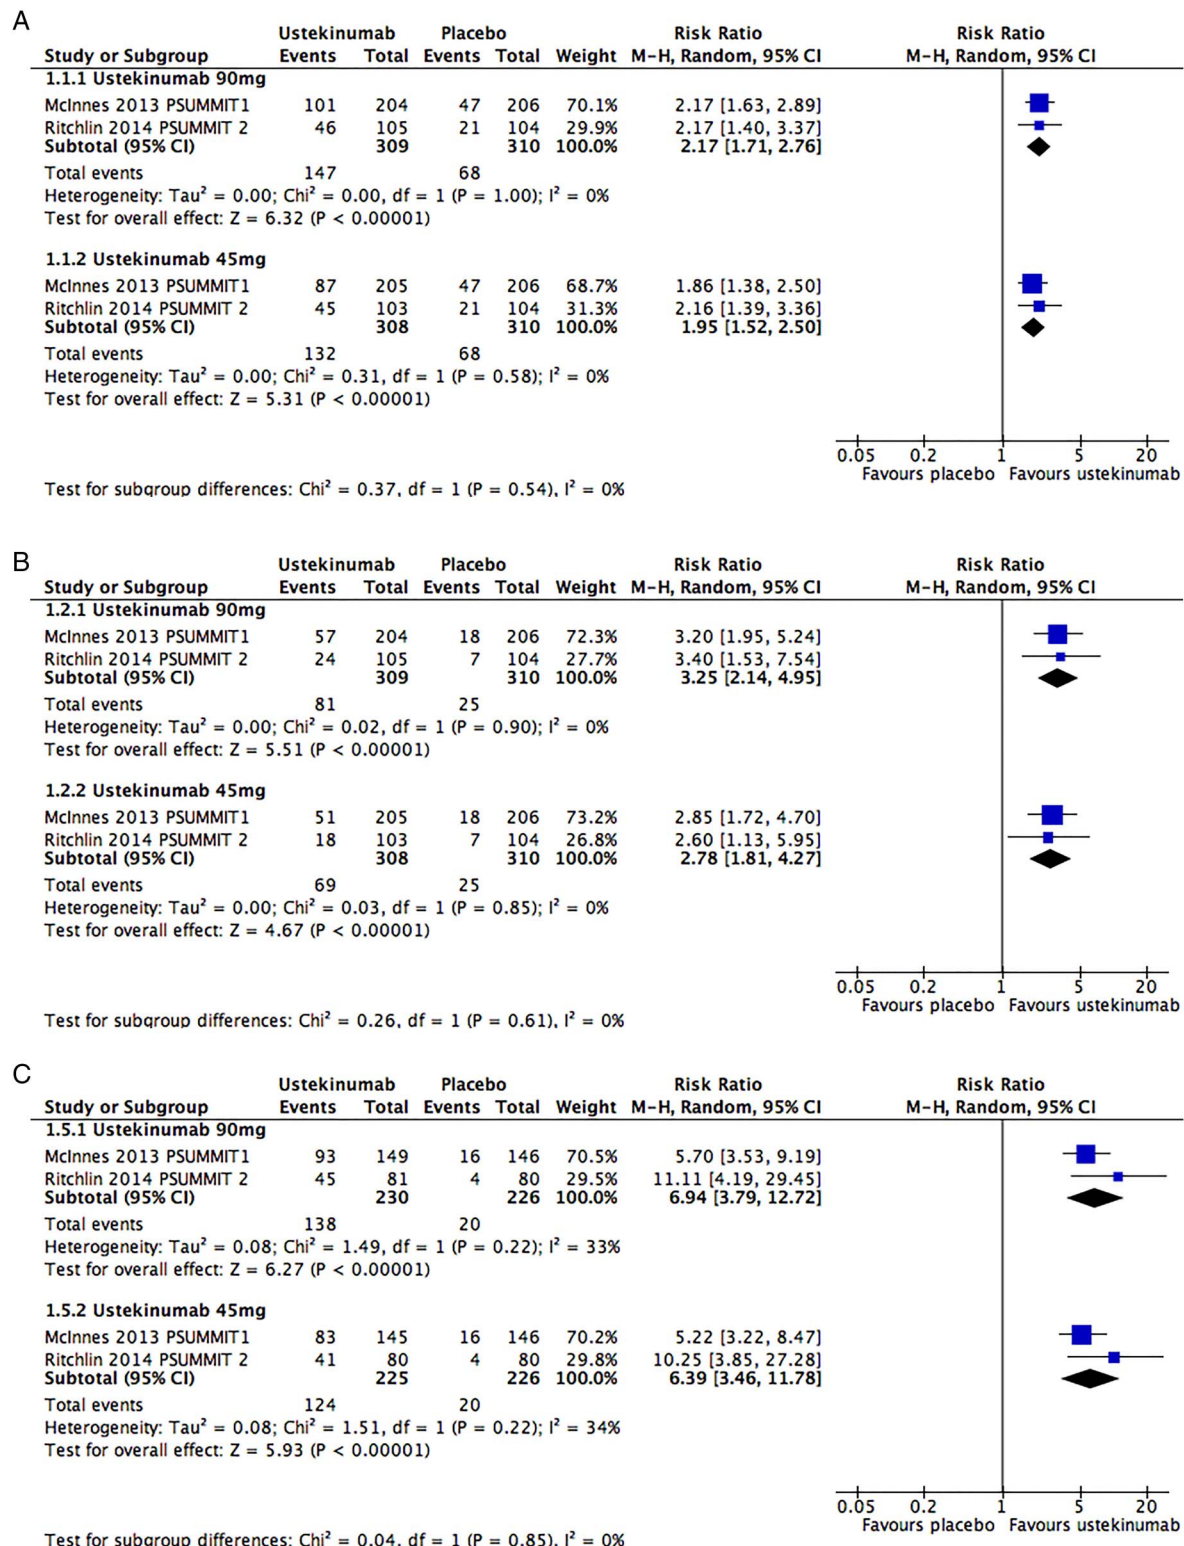 A
Ustekinumab Placebo Risk Ratio Risk Ratio
Study or Subgroup Events Total Events Total Weight M-H, Random, 95% CI M-H, Random, 95% CI
1.1.1 Ustekinumab 90mg
McInnes 2013 PSUMMIT1 101 204 47 206 70.1% 2.17 [1.63, 2.89]
Ritchlin 2014 PSUMMIT 2 46 105 21 104 29.9% 2.17 [1.40, 3.37]
Subtotal (95% CI) 309 310 100.0% 2.17 [1.71, 2.76]
Total events 147 68
Heterogeneity: Tau² = 0.00; Chi² = 0.00, df = 1 (P = 1.00); I² = 0%
Test for overall effect: Z = 6.32 (P < 0.00001)
1.1.2 Ustekinumab 45mg
McInnes 2013 PSUMMIT1 87 205 47 206 68.7% 1.86 [1.38, 2.50]
Ritchlin 2014 PSUMMIT 2 45 103 21 104 31.3% 2.16 [1.39, 3.36]
Subtotal (95% CI) 308 310 100.0% 1.95 [1.52, 2.50]
Total events 132 68
Heterogeneity: Tau² = 0.00; Chi² = 0.31, df = 1 (P = 0.58); I² = 0%
Test for overall effect: Z = 5.31 (P < 0.00001)
0.05 0.2 1 5 20
Favours placebo Favours ustekinumab
Test for subgroup differences: Chi² = 0.37, df = 1 (P = 0.54), I² = 0%
B
Ustekinumab Placebo Risk Ratio Risk Ratio
Study or Subgroup Events Total Events Total Weight M-H, Random, 95% CI M-H, Random, 95% CI
1.2.1 Ustekinumab 90mg
McInnes 2013 PSUMMIT1 57 204 18 206 72.3% 3.20 [1.95, 5.24]
Ritchlin 2014 PSUMMIT 2 24 105 7 104 27.7% 3.40 [1.53, 7.54]
Subtotal (95% CI) 309 310 100.0% 3.25 [2.14, 4.95]
Total events 81 25
Heterogeneity: Tau² = 0.00; Chi² = 0.02, df = 1 (P = 0.90); I² = 0%
Test for overall effect: Z = 5.51 (P < 0.00001)
1.2.2 Ustekinumab 45mg
McInnes 2013 PSUMMIT1 51 205 18 206 73.2% 2.85 [1.72, 4.70]
Ritchlin 2014 PSUMMIT 2 18 103 7 104 26.8% 2.60 [1.13, 5.95]
Subtotal (95% CI) 308 310 100.0% 2.78 [1.81, 4.27]
Total events 69 25
Heterogeneity: Tau² = 0.00; Chi² = 0.03, df = 1 (P = 0.85); I² = 0%
Test for overall effect: Z = 4.67 (P < 0.00001)
0.05 0.2 1 5 20
Favours placebo Favours ustekinumab
Test for subgroup differences: Chi² = 0.26, df = 1 (P = 0.61), I² = 0%
C
Ustekinumab Placebo Risk Ratio Risk Ratio
Study or Subgroup Events Total Events Total Weight M-H, Random, 95% CI M-H, Random, 95% CI
1.5.1 Ustekinumab 90mg
McInnes 2013 PSUMMIT1 93 149 16 146 70.5% 5.70 [3.53, 9.19]
Ritchlin 2014 PSUMMIT 2 45 81 4 80 29.5% 11.11 [4.19, 29.45]
Subtotal (95% CI) 230 226 100.0% 6.94 [3.79, 12.72]
Total events 138 20
Heterogeneity: Tau² = 0.08; Chi² = 1.49, df = 1 (P = 0.22); I² = 33%
Test for overall effect: Z = 6.27 (P < 0.00001)
1.5.2 Ustekinumab 45mg
McInnes 2013 PSUMMIT1 83 145 16 146 70.2% 5.22 [3.22, 8.47]
Ritchlin 2014 PSUMMIT 2 41 80 4 80 29.8% 10.25 [3.85, 27.28]
Subtotal (95% CI) 225 226 100.0% 6.39 [3.46, 11.78]
Total events 124 20
Heterogeneity: Tau² = 0.08; Chi² = 1.51, df = 1 (P = 0.22); I² = 34%
Test for overall effect: Z = 5.93 (P < 0.00001)
0.05 0.2 1 5 20
Favours placebo Favours ustekinumab
Test for subgroup differences: Chi² = 0.04, df = 1 (P = 0.85), I² = 0%